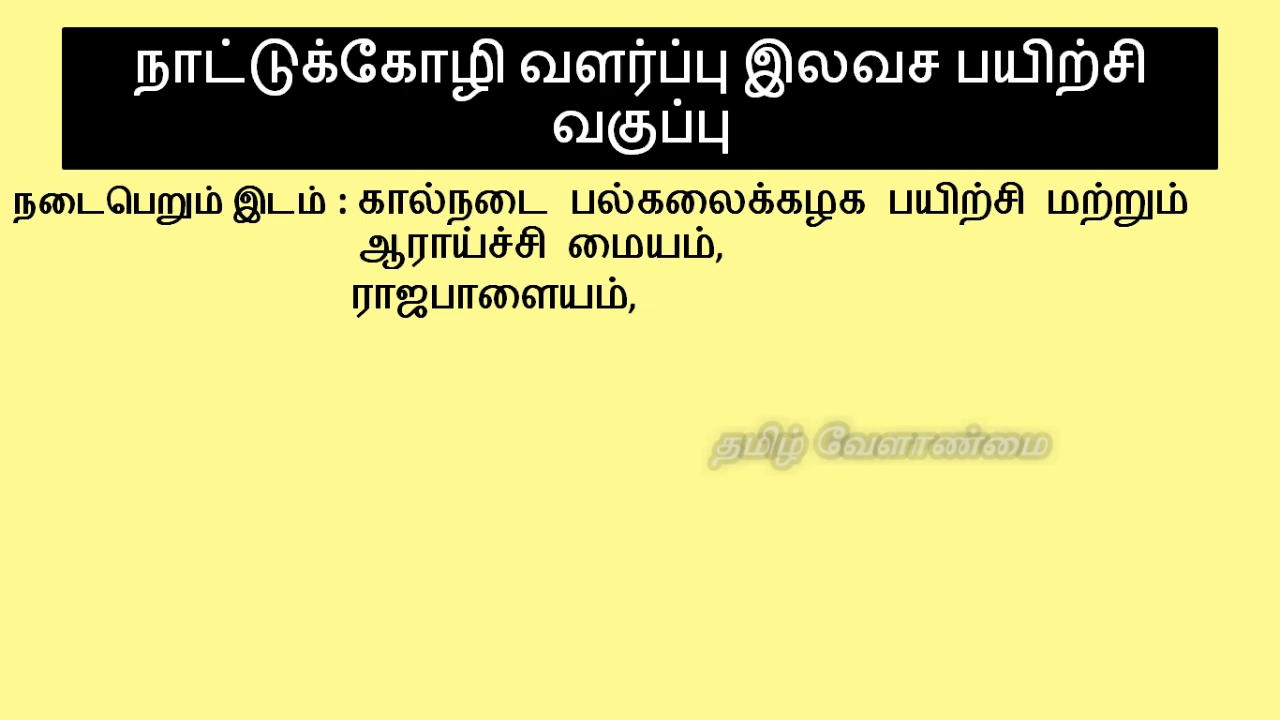 நாட்டுக்கோழி வளர்ப்பு இலவச பயிற்சி
வகுப்பு
நடைபெறும் இடம் : கால்நடை பல்கலைக்கழக பயிற்சி மற்றும்
ஆராய்ச்சி மையம்,
ராஜபாளையம்,
தமிழ் வேளாண்மை